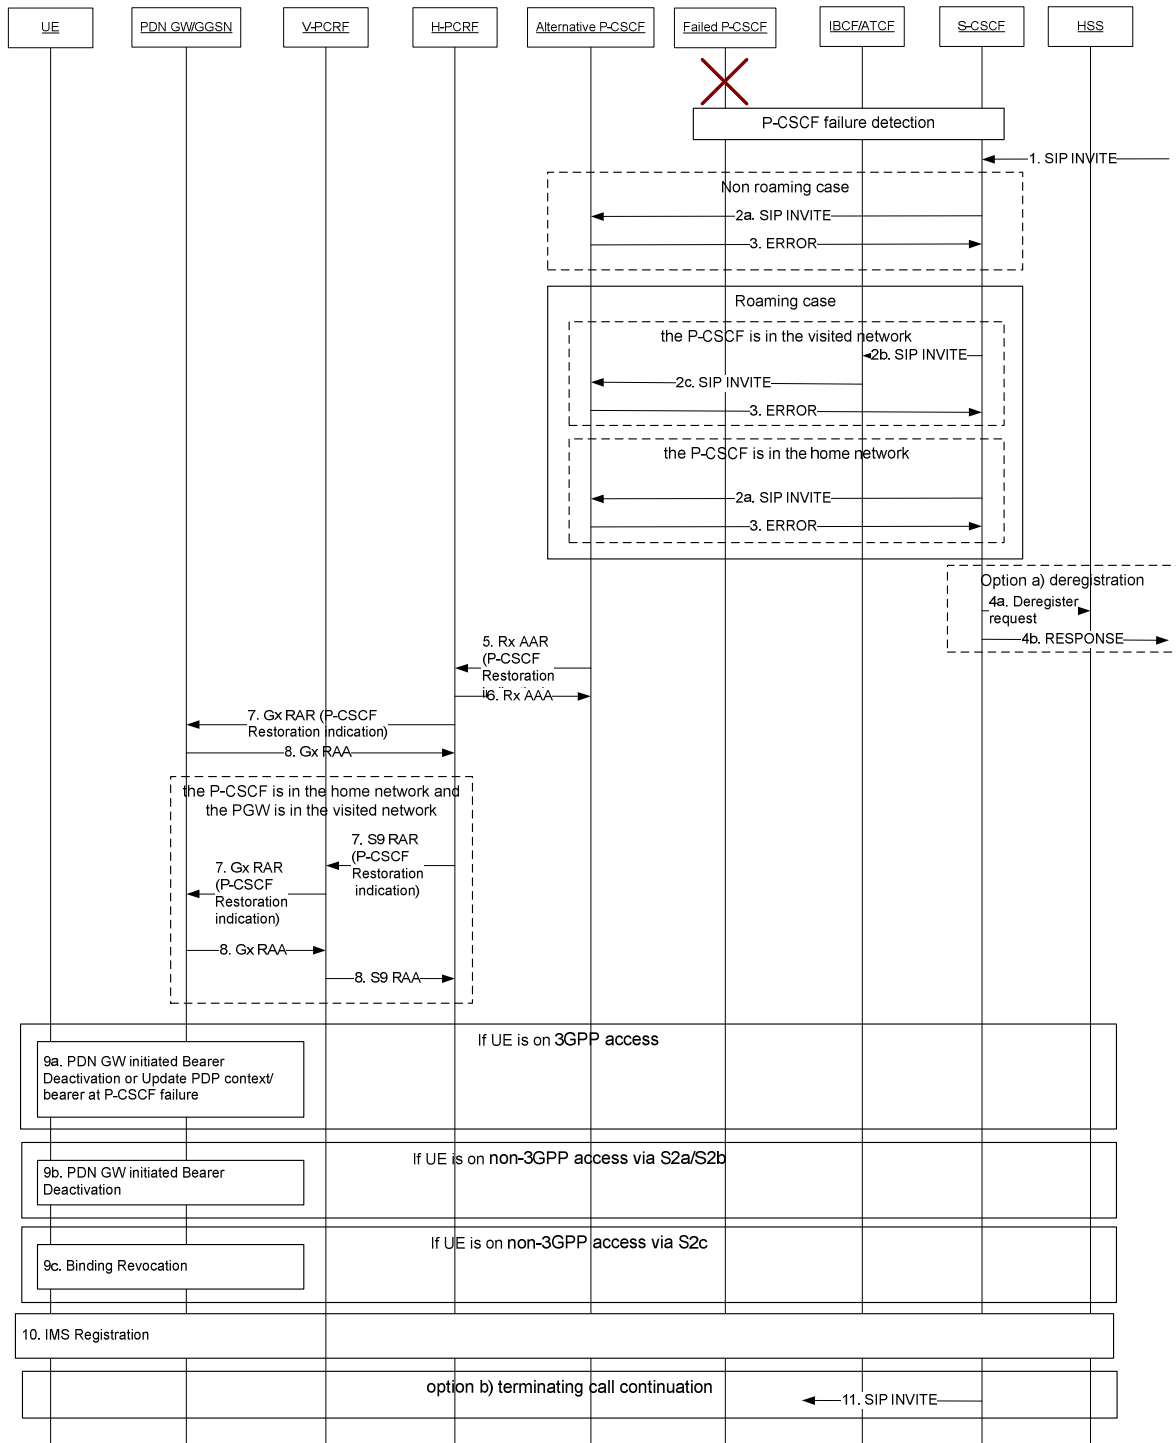 UE
PDN GW/GGSN
V-PCRF
H-PCRF
Alternative P-CSCF
Failed P-CSCF
IBCF/ATCF
S-CSCF
HSS
P-CSCF failure detection
1. SIP INVITE
Non roaming case
2a. SIP INVITE
3. ERROR
Roaming case
the P-CSCF is in the visited network
2b. SIP INVITE
2c. SIP INVITE
3. ERROR
the P-CSCF is in the home network
2a. SIP INVITE
3. ERROR
Option a) deregistration
4a. Deregister
request
4b. RESPONSE
5. Rx AAR
(P-CSCF
Restoration
6. Rx AAA
7. Gx RAR (P-CSCF
Restoration indication)
8. Gx RAA
the P-CSCF is in the home network and
the PGW is in the visited network
7. S9 RAR
(P-CSCF
Restoration
indication)
7. Gx RAR
(P-CSCF
Restoration
indication)
8. Gx RAA
8. S9 RAA
If UE is on 3GPP access
9a. PDN GW initiated Bearer
Deactivation or Update PDP context/
bearer at P-CSCF failure
If UE is on non-3GPP access via S2a/S2b
9b. PDN GW initiated Bearer
Deactivation
If UE is on non-3GPP access via S2c
9c. Binding Revocation
10. IMS Registration
option b) terminating call continuation
11. SIP INVITE